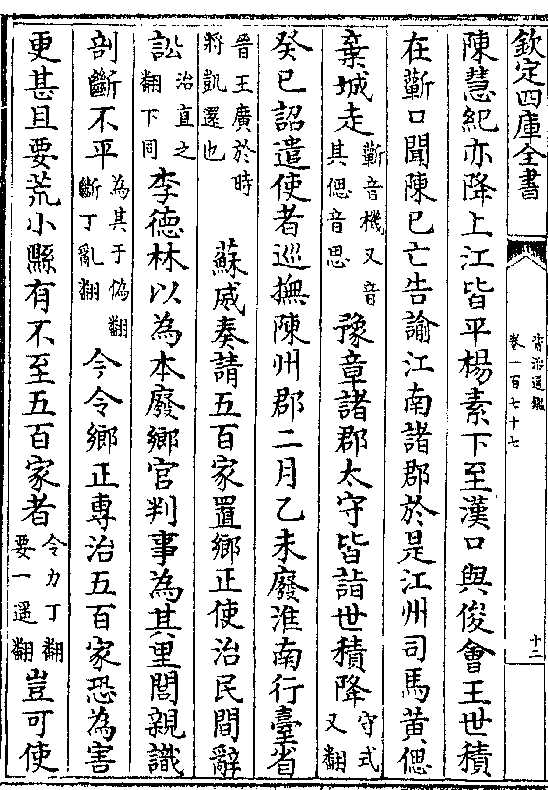 欽定四庫全書
資治通鑑
卷一百七十七
十二
陳慧紀亦降上江皆平楊素下至漢口與俊會王世積
在蘄口聞陳已亡告諭江南諸郡於是江州司馬黃偲
棄城走蘄音機又音其偲音思豫章諸郡太守皆詣世積降守式又翻
癸巳詔遣使者巡撫陳州郡二月乙未廢淮南行臺省
晉王廣於時將凱還也蘇威奏請五百家置鄉正使治民間辭
訟治直之翻下同李德林以為本廢鄉官判事為其里閭親識
剖斷不平為其于偽翻斷丁亂翻今令鄉正專治五百家恐為害
更甚且要荒小縣有不至五百家者令力丁翻要一遥翻豈可使